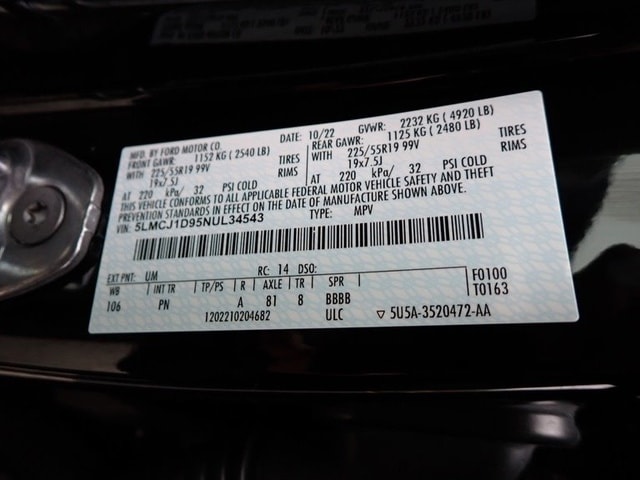 MFD. BY FORD MOTOR CO.
DATE: 10/22 GVWR: 2232 KG ( 4920 LB)
FRONT GAWR: 1152 KG ( 2540 LB) REAR GAWR: 1125 KG ( 2480 LB)
WITH 225/55R19 99V TIRES WITH 225/55R19 99V TIRES
19x7.5J RIMS 19x7.5J RIMS
AT 220 kPa/ 32 PSI COLD AT 220 kPa/ 32 PSI COLD
THIS VEHICLE CONFORMS TO ALL APPLICABLE FEDERAL MOTOR VEHICLE SAFETY AND THEFT
PREVENTION STANDARDS IN EFFECT ON THE DATE OF MANUFACTURE SHOWN ABOVE.
VIN: 5LMCJ1D95NUL34543 TYPE: MPV
EXT PNT: UM RC: 14 DSO: F0100
WB INT TR TP/PS R AXLE TR SPR T0163
106 PN A 81 8 BBBB
1202210204682 ULC ▽ 5U5A-3520472-AA